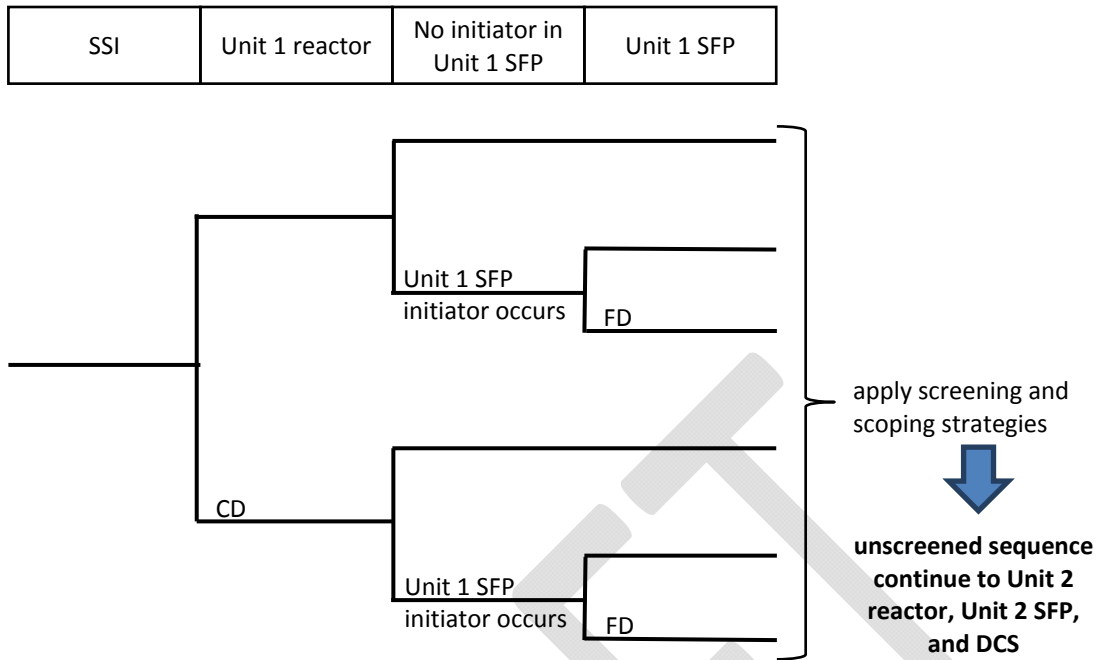 SSI
Unit 1 reactor
No initiator in
Unit 1 SFP
Unit 1 SFP
Unit 1 SFP
initiator occurs
FD
apply screening and
scoping strategies
CD
unscreened sequence
continue to Unit 2
reactor, Unit 2 SFP,
and DCS
Unit 1 SFP
initiator occurs
FD